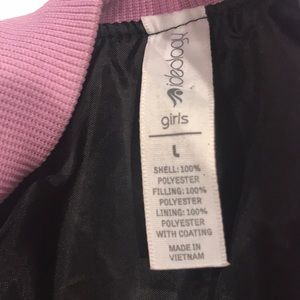 ideology
girls
L
SHELL: 100%
POLYESTER
FILLING: 100%
POLYESTER
LINING: 100%
POLYESTER
WITH COATING
MADE IN
VIETNAM